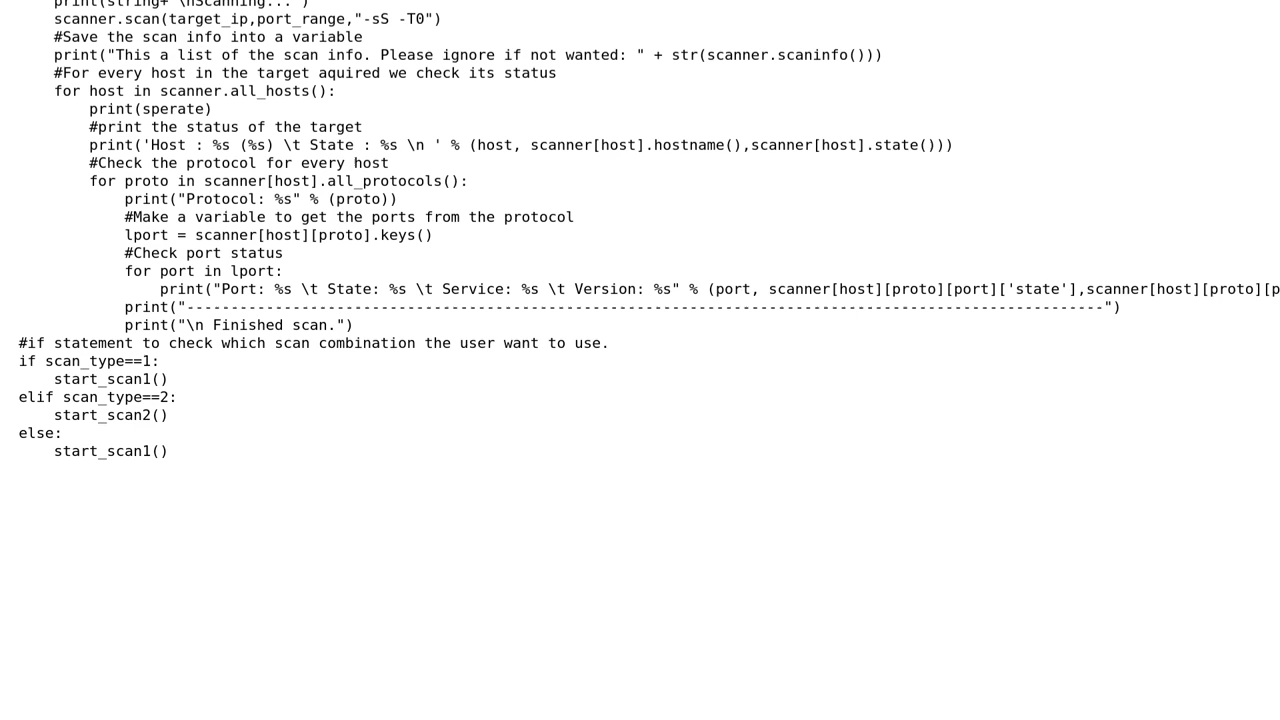 print(string+"\nScanning...")
scanner.scan(target_ip,port_range,"-sS -T0")
#Save the scan info into a variable
print("This a list of the scan info. Please ignore if not wanted: " + str(scanner.scaninfo()))
#For every host in the target aquired we check its status
for host in scanner.all_hosts():
print(sperate)
#print the status of the target
print('Host : %s (%s) \t State : %s \n ' % (host, scanner[host].hostname(),scanner[host].state()))
#Check the protocol for every host
for proto in scanner[host].all_protocols():
print("Protocol: %s" % (proto))
#Make a variable to get the ports from the protocol
lport = scanner[host][proto].keys()
#Check port status
for port in lport:
print("Port: %s \t State: %s \t Service: %s \t Version: %s" % (port, scanner[host][proto][port]['state'],scanner[host][proto][p
print("--------------------------------------------------------------------------------------------------------")
print("\n Finished scan.")
#if statement to check which scan combination the user want to use.
if scan_type==1:
start_scan1()
elif scan_type==2:
start_scan2()
else:
start_scan1()